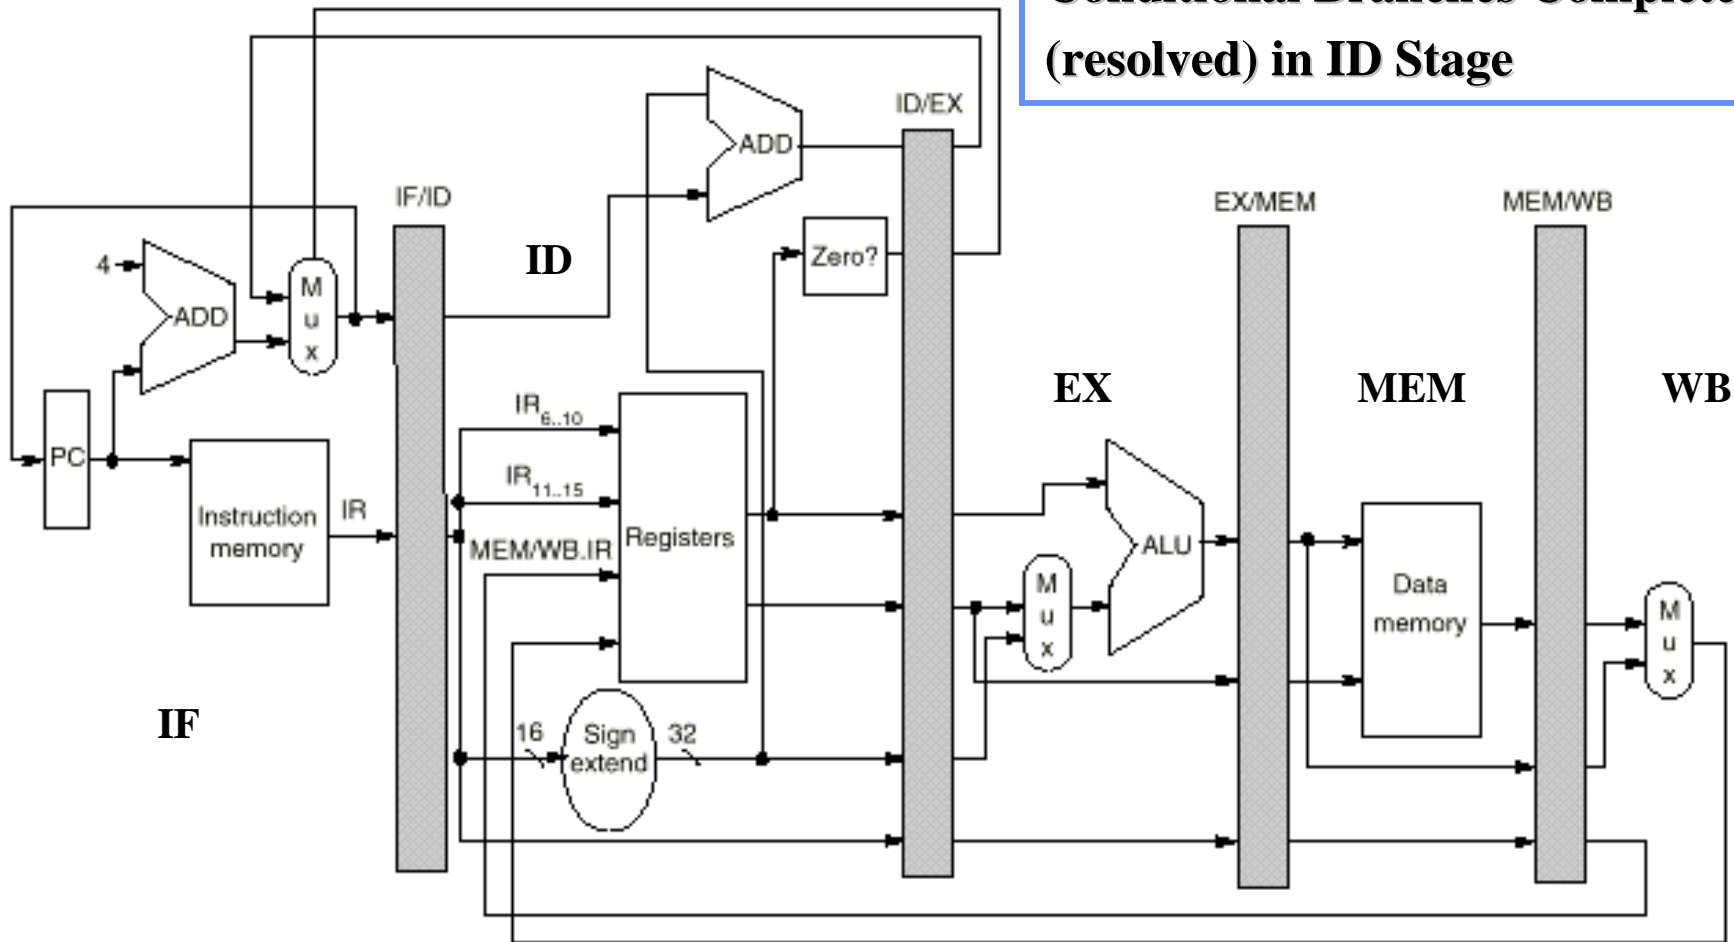 Conditional Branches Complete
(resolved) in ID Stage
ID/EX
ADD
IF/ID
EX/MEM
MEM/WB
ID
Zero?
4
ADD
M
u
x
EX
MEM
WB
PC
IR6..10
IR11..15
IR
Instruction
memory
MEM/WB.IR
Registers
M
u
x
ALU
Data
memory
M
u
x
IF
16
Sign
extend
32